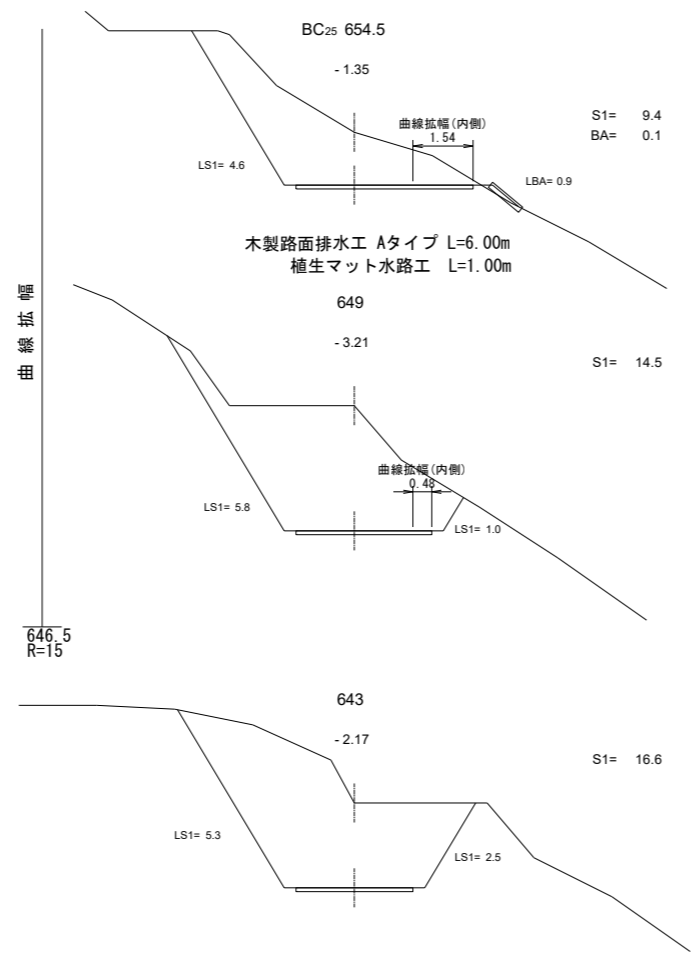 BC25 654.5
-1.35
曲線拡幅(内側)
1.54
S1= 9.4
BA= 0.1
LS1= 4.6
LBA= 0.9
木製路面排水工 Aタイプ L=6.00m
植生マット水路工 L=1.00m
曲線拡幅
649
-3.21
S1= 14.5
曲線拡幅(内側)
0.48
LS1= 5.8
LS1= 1.0
646.5
R=15
643
-2.17
S1= 16.6
LS1= 5.3
LS1= 2.5